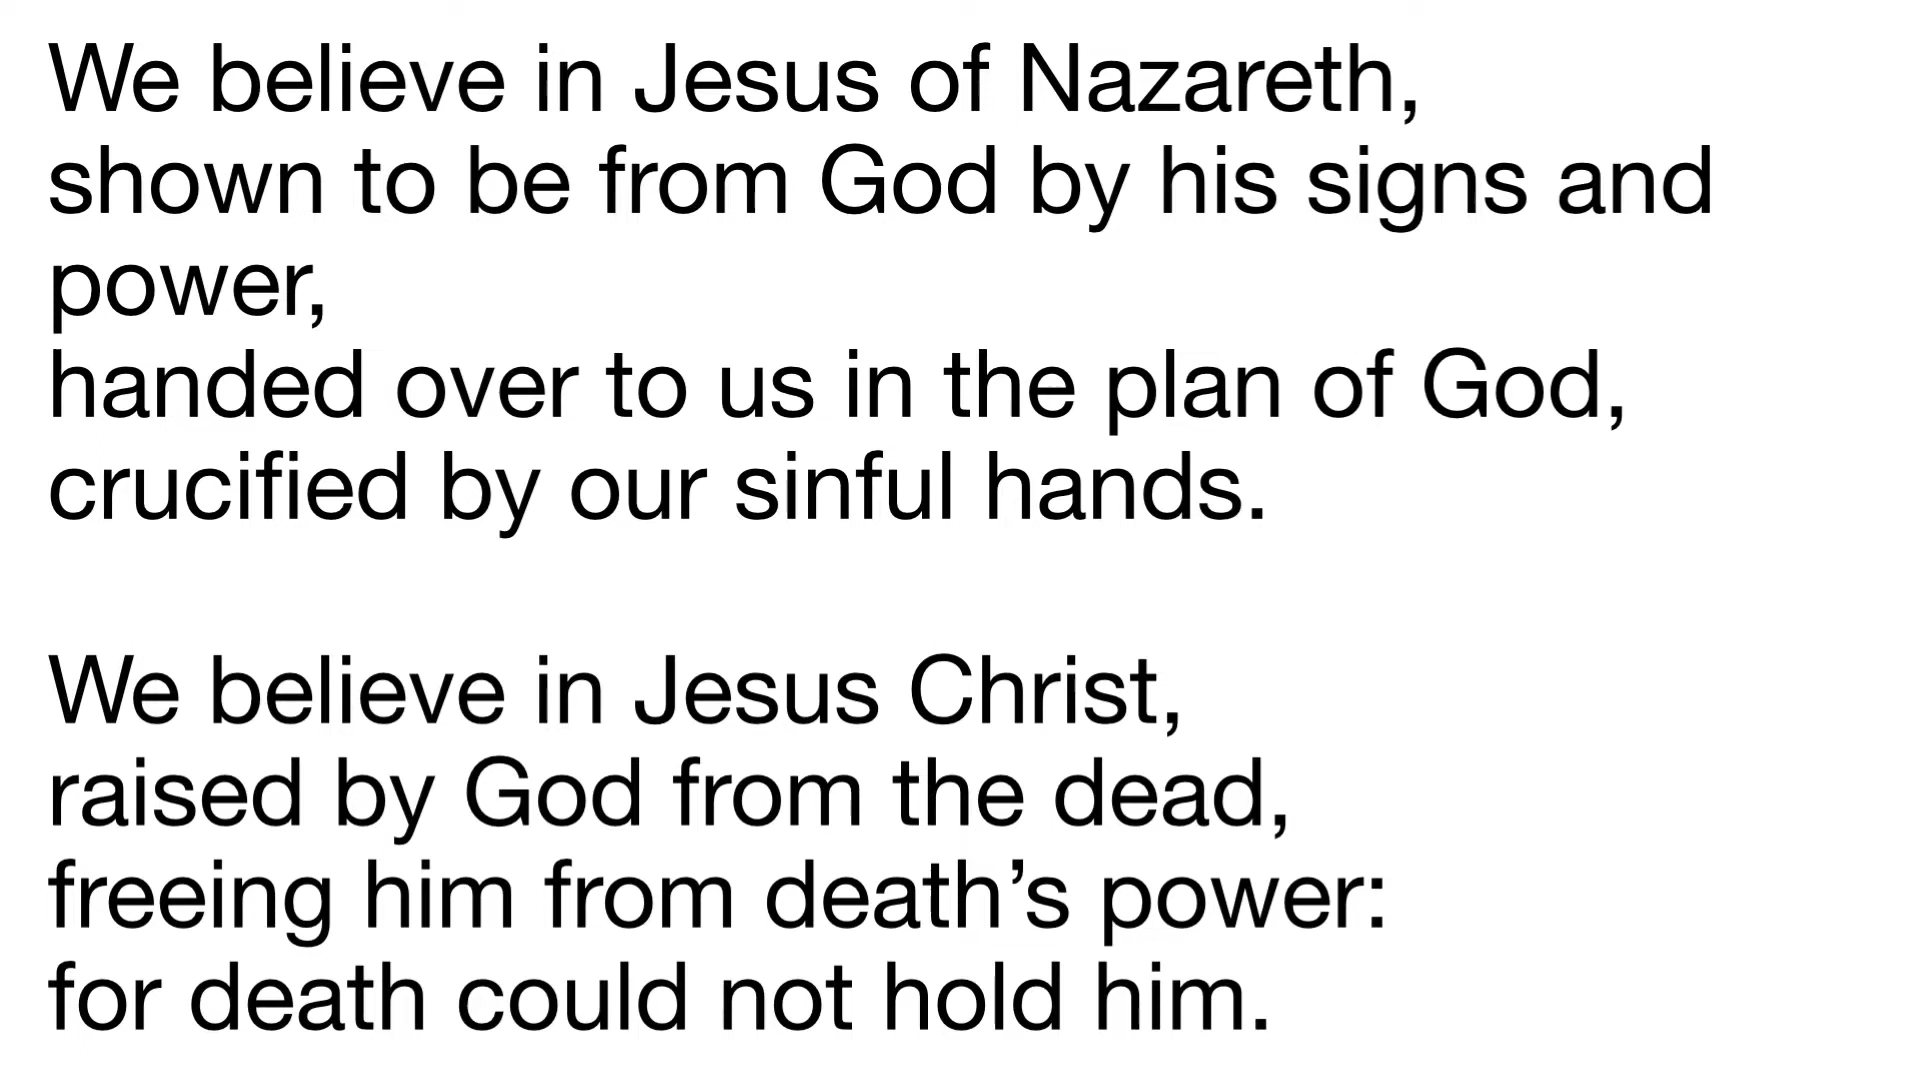 We believe in Jesus of Nazareth,
shown to be from God by his signs and
power,
handed over to us in the plan of God,
crucified by our sinful hands.

We believe in Jesus Christ,
raised by God from the dead,
freeing him from death’s power:
for death could not hold him.